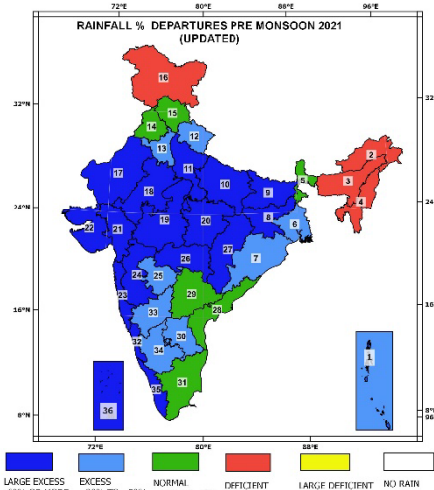 RAINFALL % DEPARTURES PRE MONSOON 2021
(UPDATED)
72°E 80°E 88°E 96°E
16
32°N 32
15
14
13 12
2
17 11
10 5 3
18 9
4
24°N 24
19 20 8
22 21 6
27
26 7
24 25
29
23 28
16°N 33 16
30 1
32 34
31
35
36
8°N 8°
96
72°E 80°E 88°E
LARGE EXCESS EXCESS NORMAL DEFICIENT LARGE DEFICIENT NO RAIN